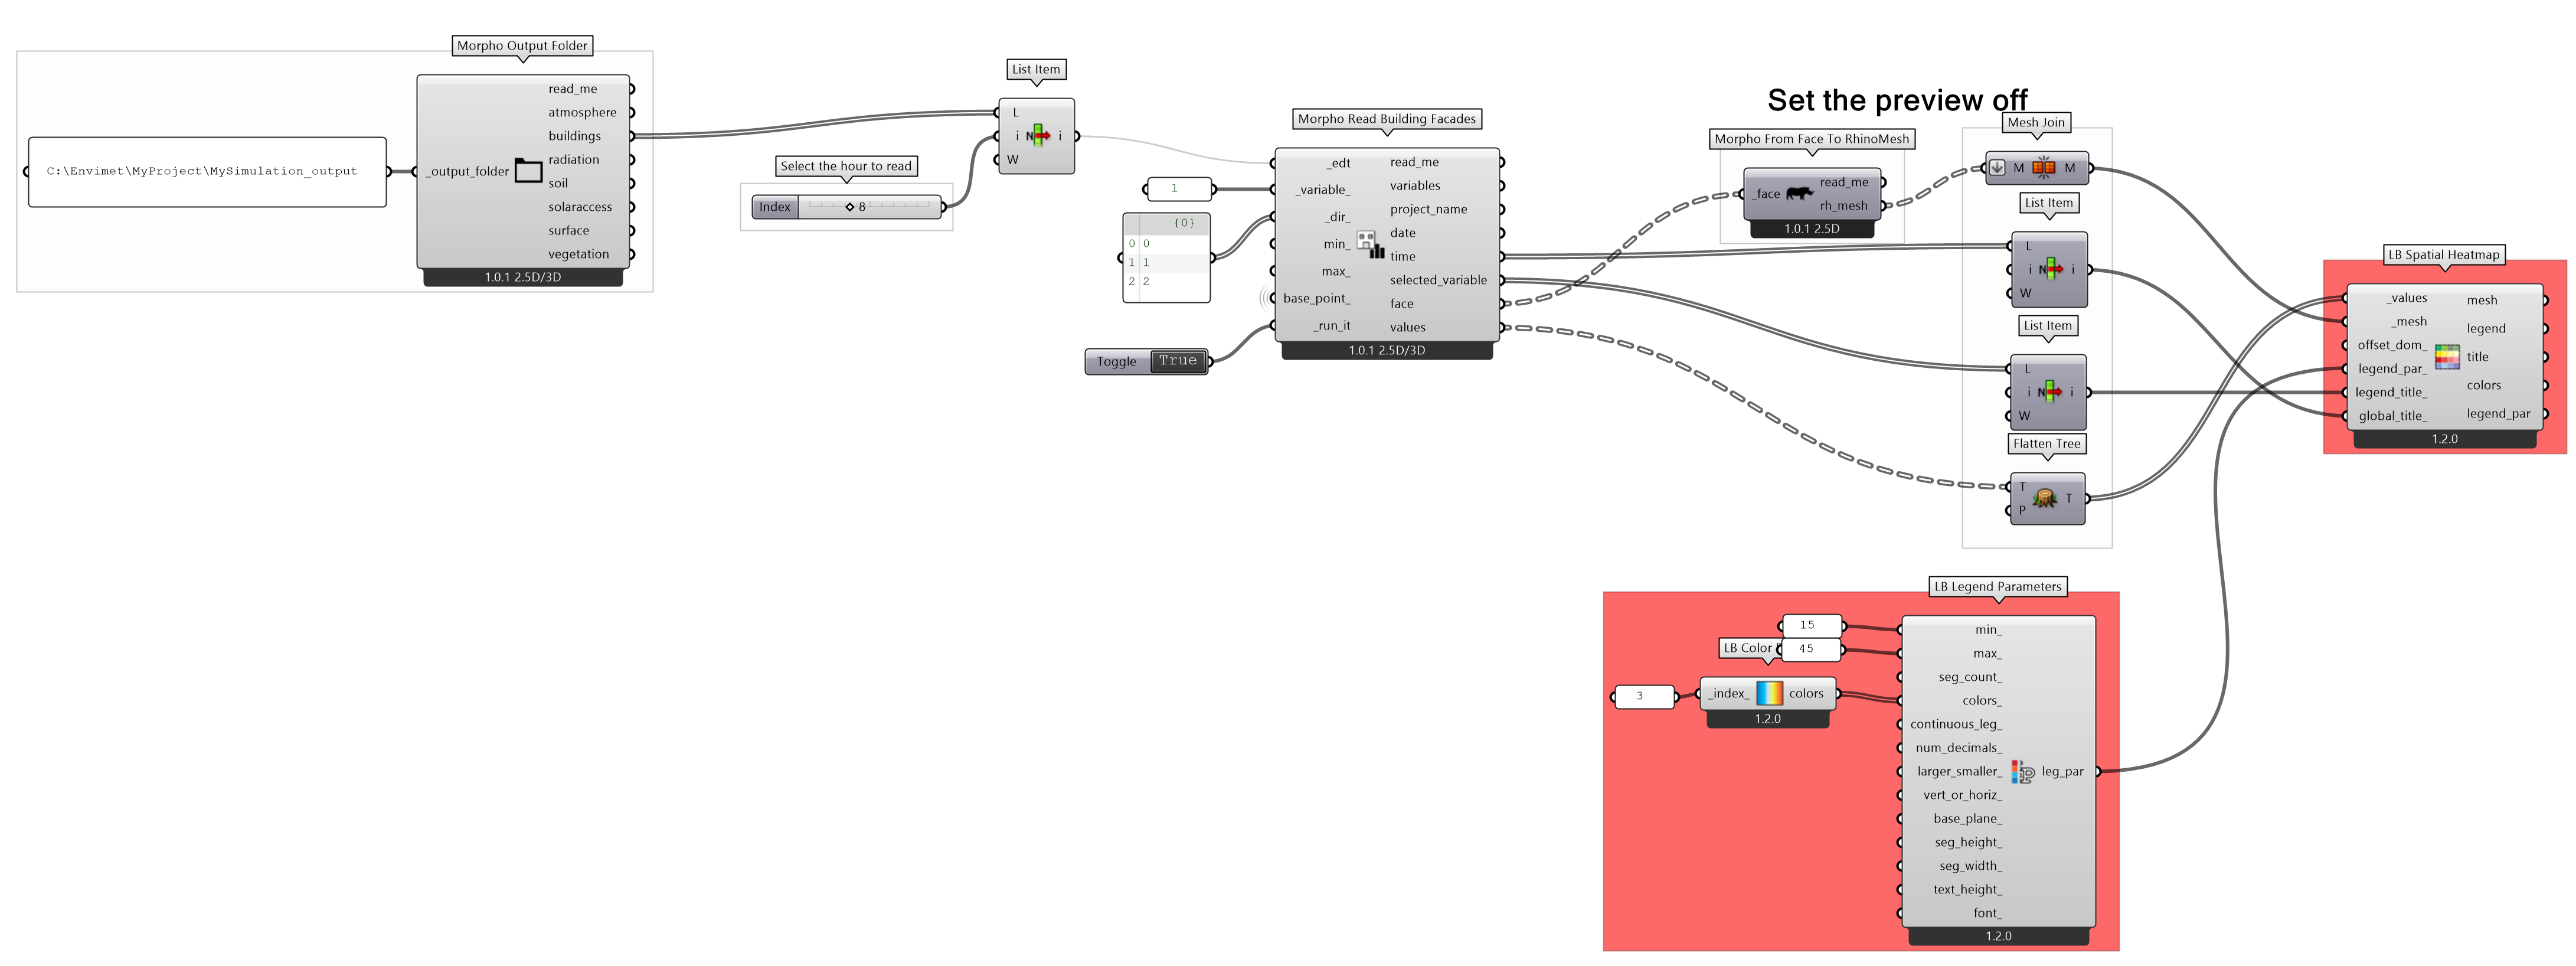 Morpho Output Folder
C:\Envimet\MyProject\MySimulation_output
_output_folder
read_me
atmosphere
buildings
radiation
soil
solaraccess
surface
vegetation
1.0.1 2.5D/3D
Select the hour to read
Index
8
List Item
L
i
W
N
i
1
{0}
0 0
1 1
2 2
Toggle
True
Morpho Read Building Facades
_edt
_variable_
_dir_
min_
max_
base_point_
_run_it
read_me
variables
project_name
date
time
selected_variable
face
values
1.0.1 2.5D/3D
Set the preview off
Morpho From Face To RhinoMesh
_face
read_me
rh_mesh
1.0.1 2.5D
Mesh Join
M
M
List Item
L
i
W
N
i
List Item
L
i
W
N
i
Flatten Tree
T
P
T
LB Spatial Heatmap
_values
_mesh
offset_dom_
legend_par_
legend_title_
global_title_
mesh
legend
title
colors
legend_par
1.2.0
LB Legend Parameters
15
45
LB Color
3
_index_
colors
1.2.0
min_
max_
seg_count_
colors_
continuous_leg_
num_decimals_
larger_smaller_
vert_or_horiz_
base_plane_
seg_height_
seg_width_
text_height_
font_
P
leg_par
1.2.0